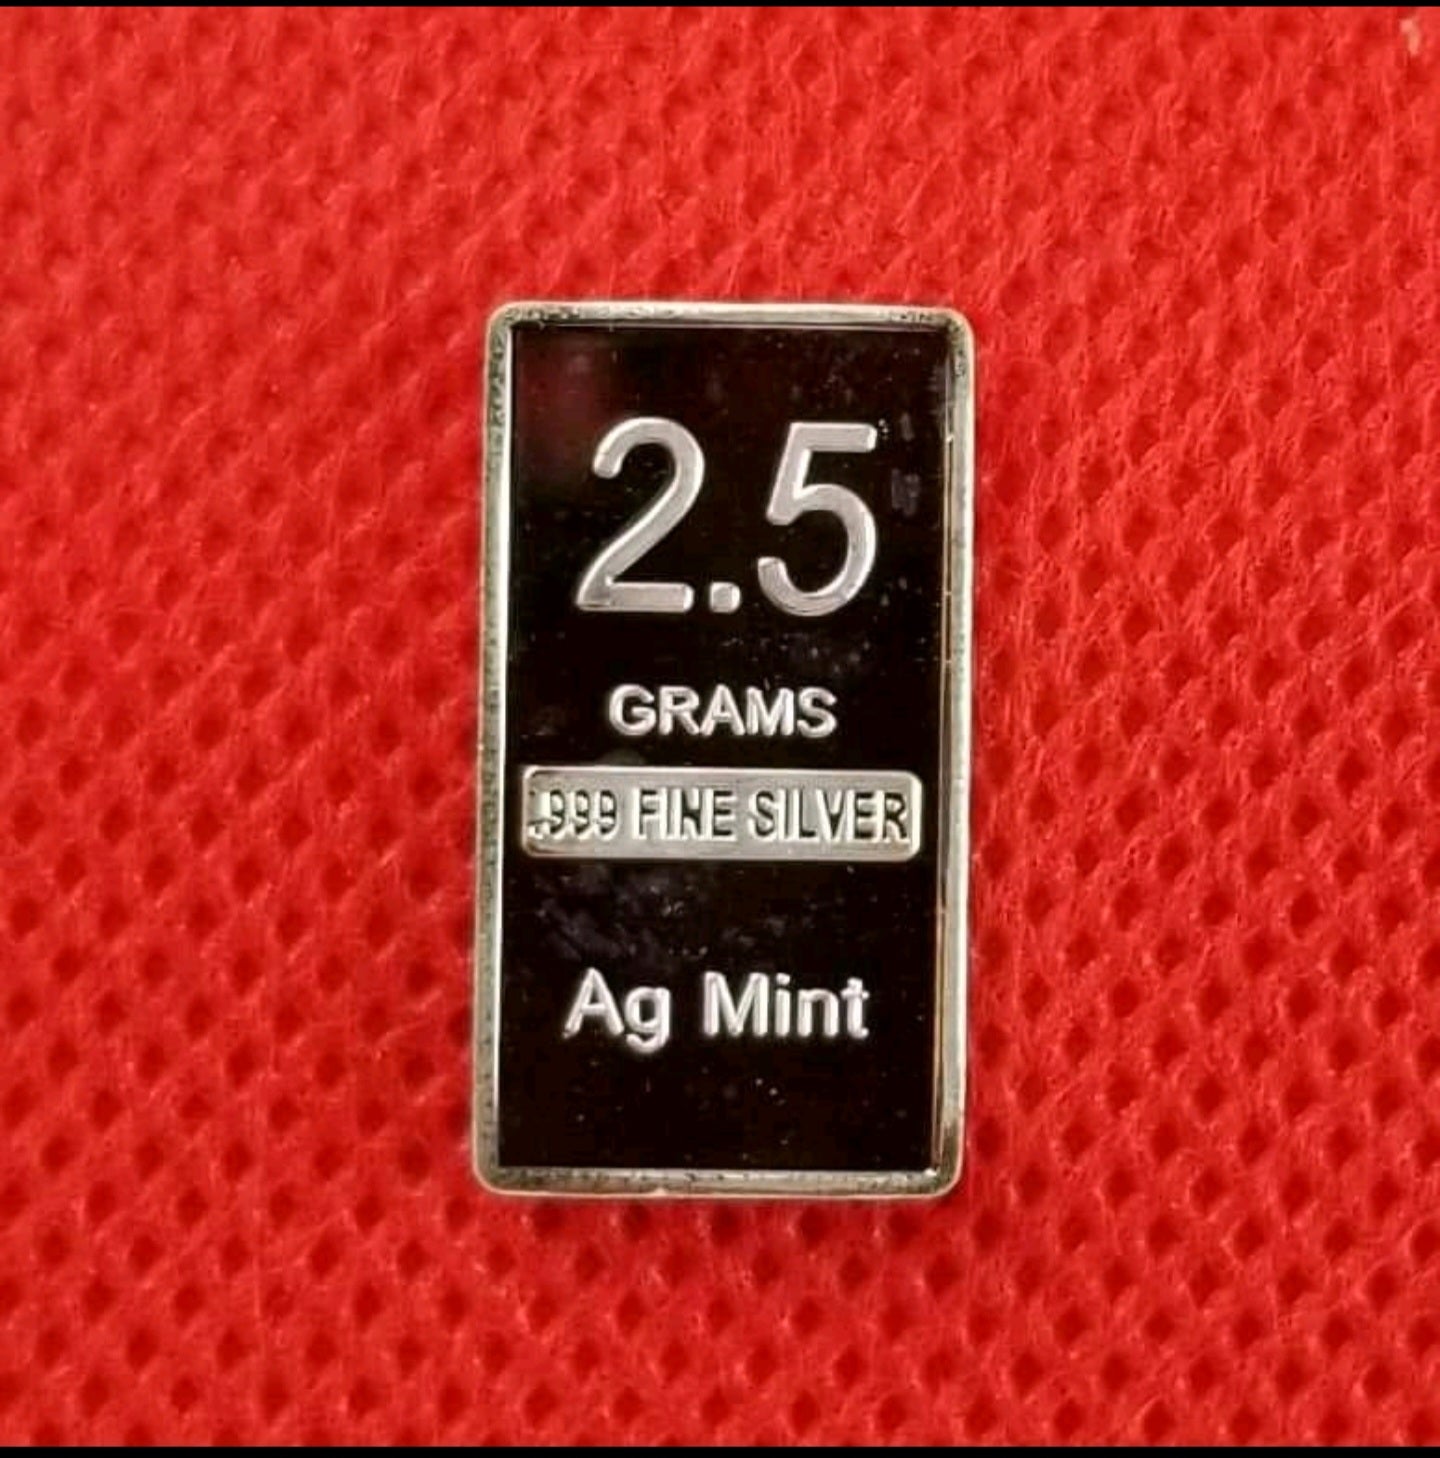 2.5
GRAMS
.999 FINE SILVER
Ag Mint